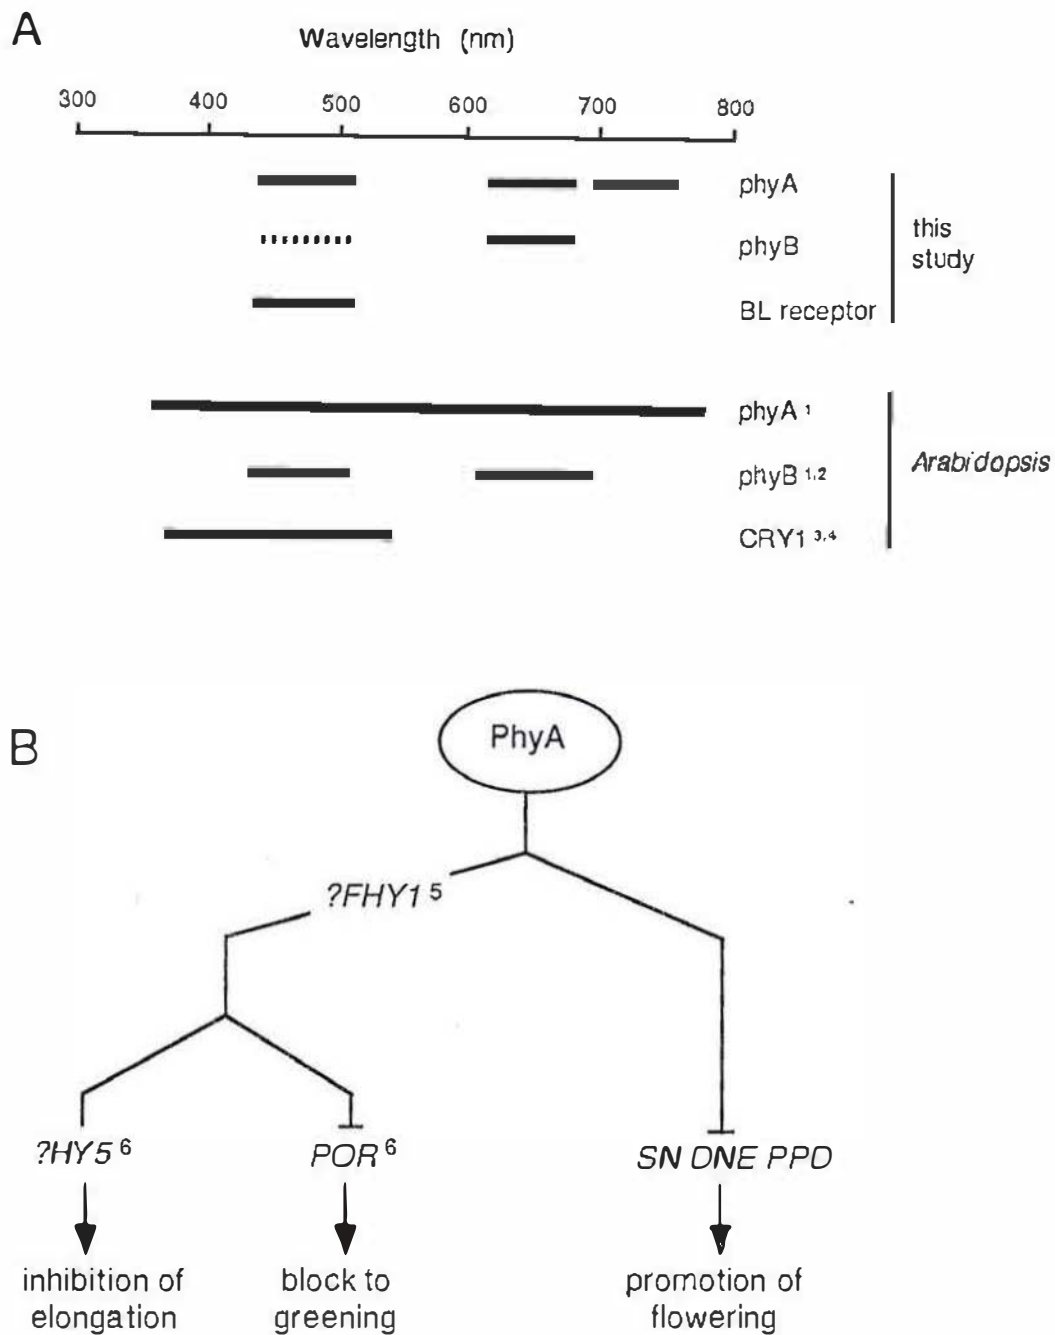 A
Wavelength (nm)
300 400 500 600 700 800
phyA
phyB
BL receptor
this
study
phyA 1
phyB 1,2
CRY1 3,4
Arabidopsis
B
PhyA
?FHY1 5
?HY5 6
POR 6
SN DNE PPD
inhibition of
elongation
block to
greening
promotion of
flowering